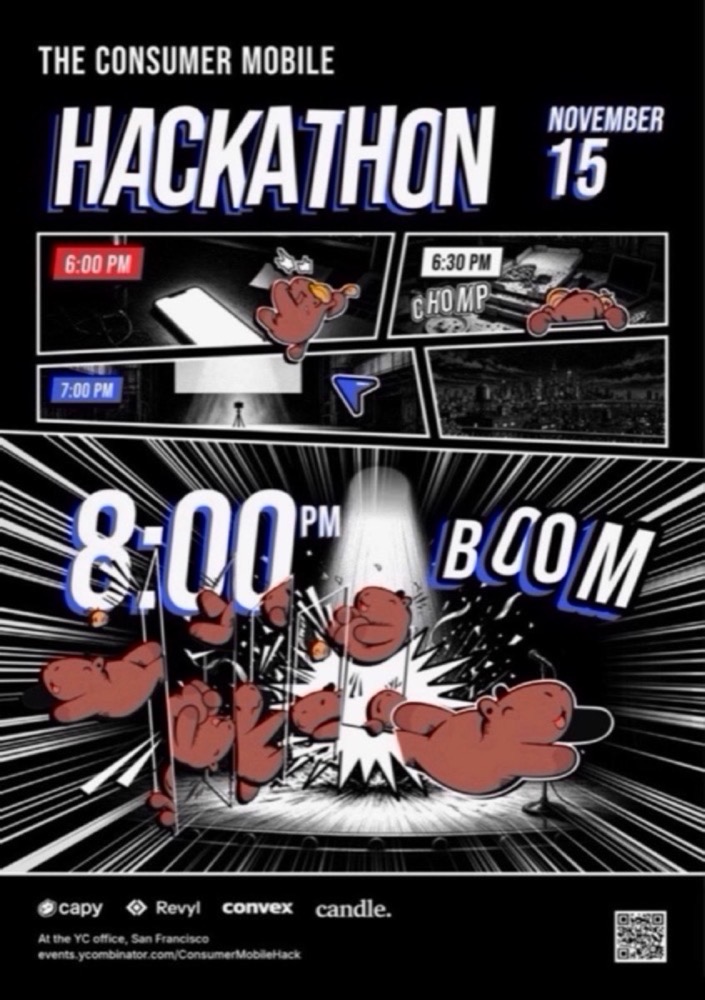 THE CONSUMER MOBILE
HACKATHON
NOVEMBER
15
6:00 PM
6:30 PM
CHOMP
7:00 PM
8:00 PM
BOOM
capy Revyl convex candle.
At the YC office, San Francisco
events.ycombinator.com/ConsumerMobileHack